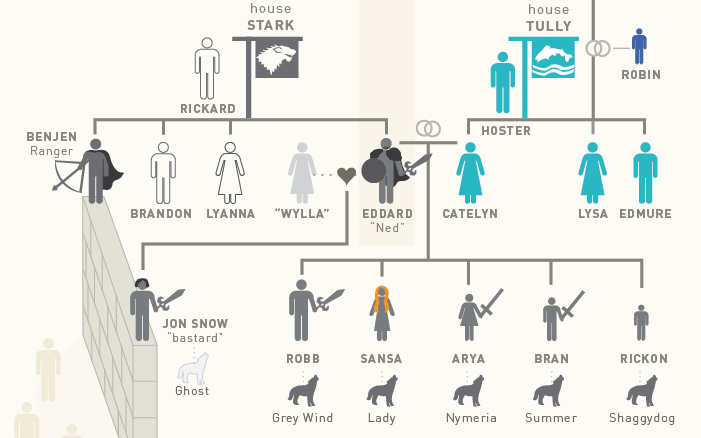 house
STARK
house
TULLY
ROBIN
RICKARD
HOSTER
BENJEN
Ranger
BRANDON
LYANNA
“WYLLA”
EDDARD
“Ned”
CATELYN
LYSA
EDMURE
JON SNOW
“bastard”
Ghost
ROBB
SANSA
ARYA
BRAN
RICKON
Grey Wind
Lady
Nymeria
Summer
Shaggydog